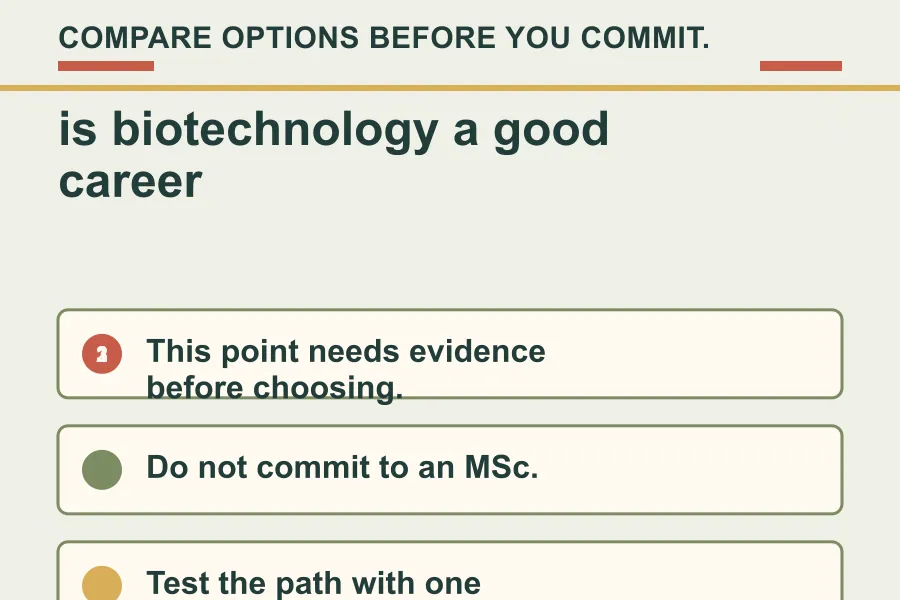 COMPARE OPTIONS BEFORE YOU COMMIT.
is biotechnology a good
career
This point needs evidence
before choosing.
Do not commit to an MSc.
Test the path with one